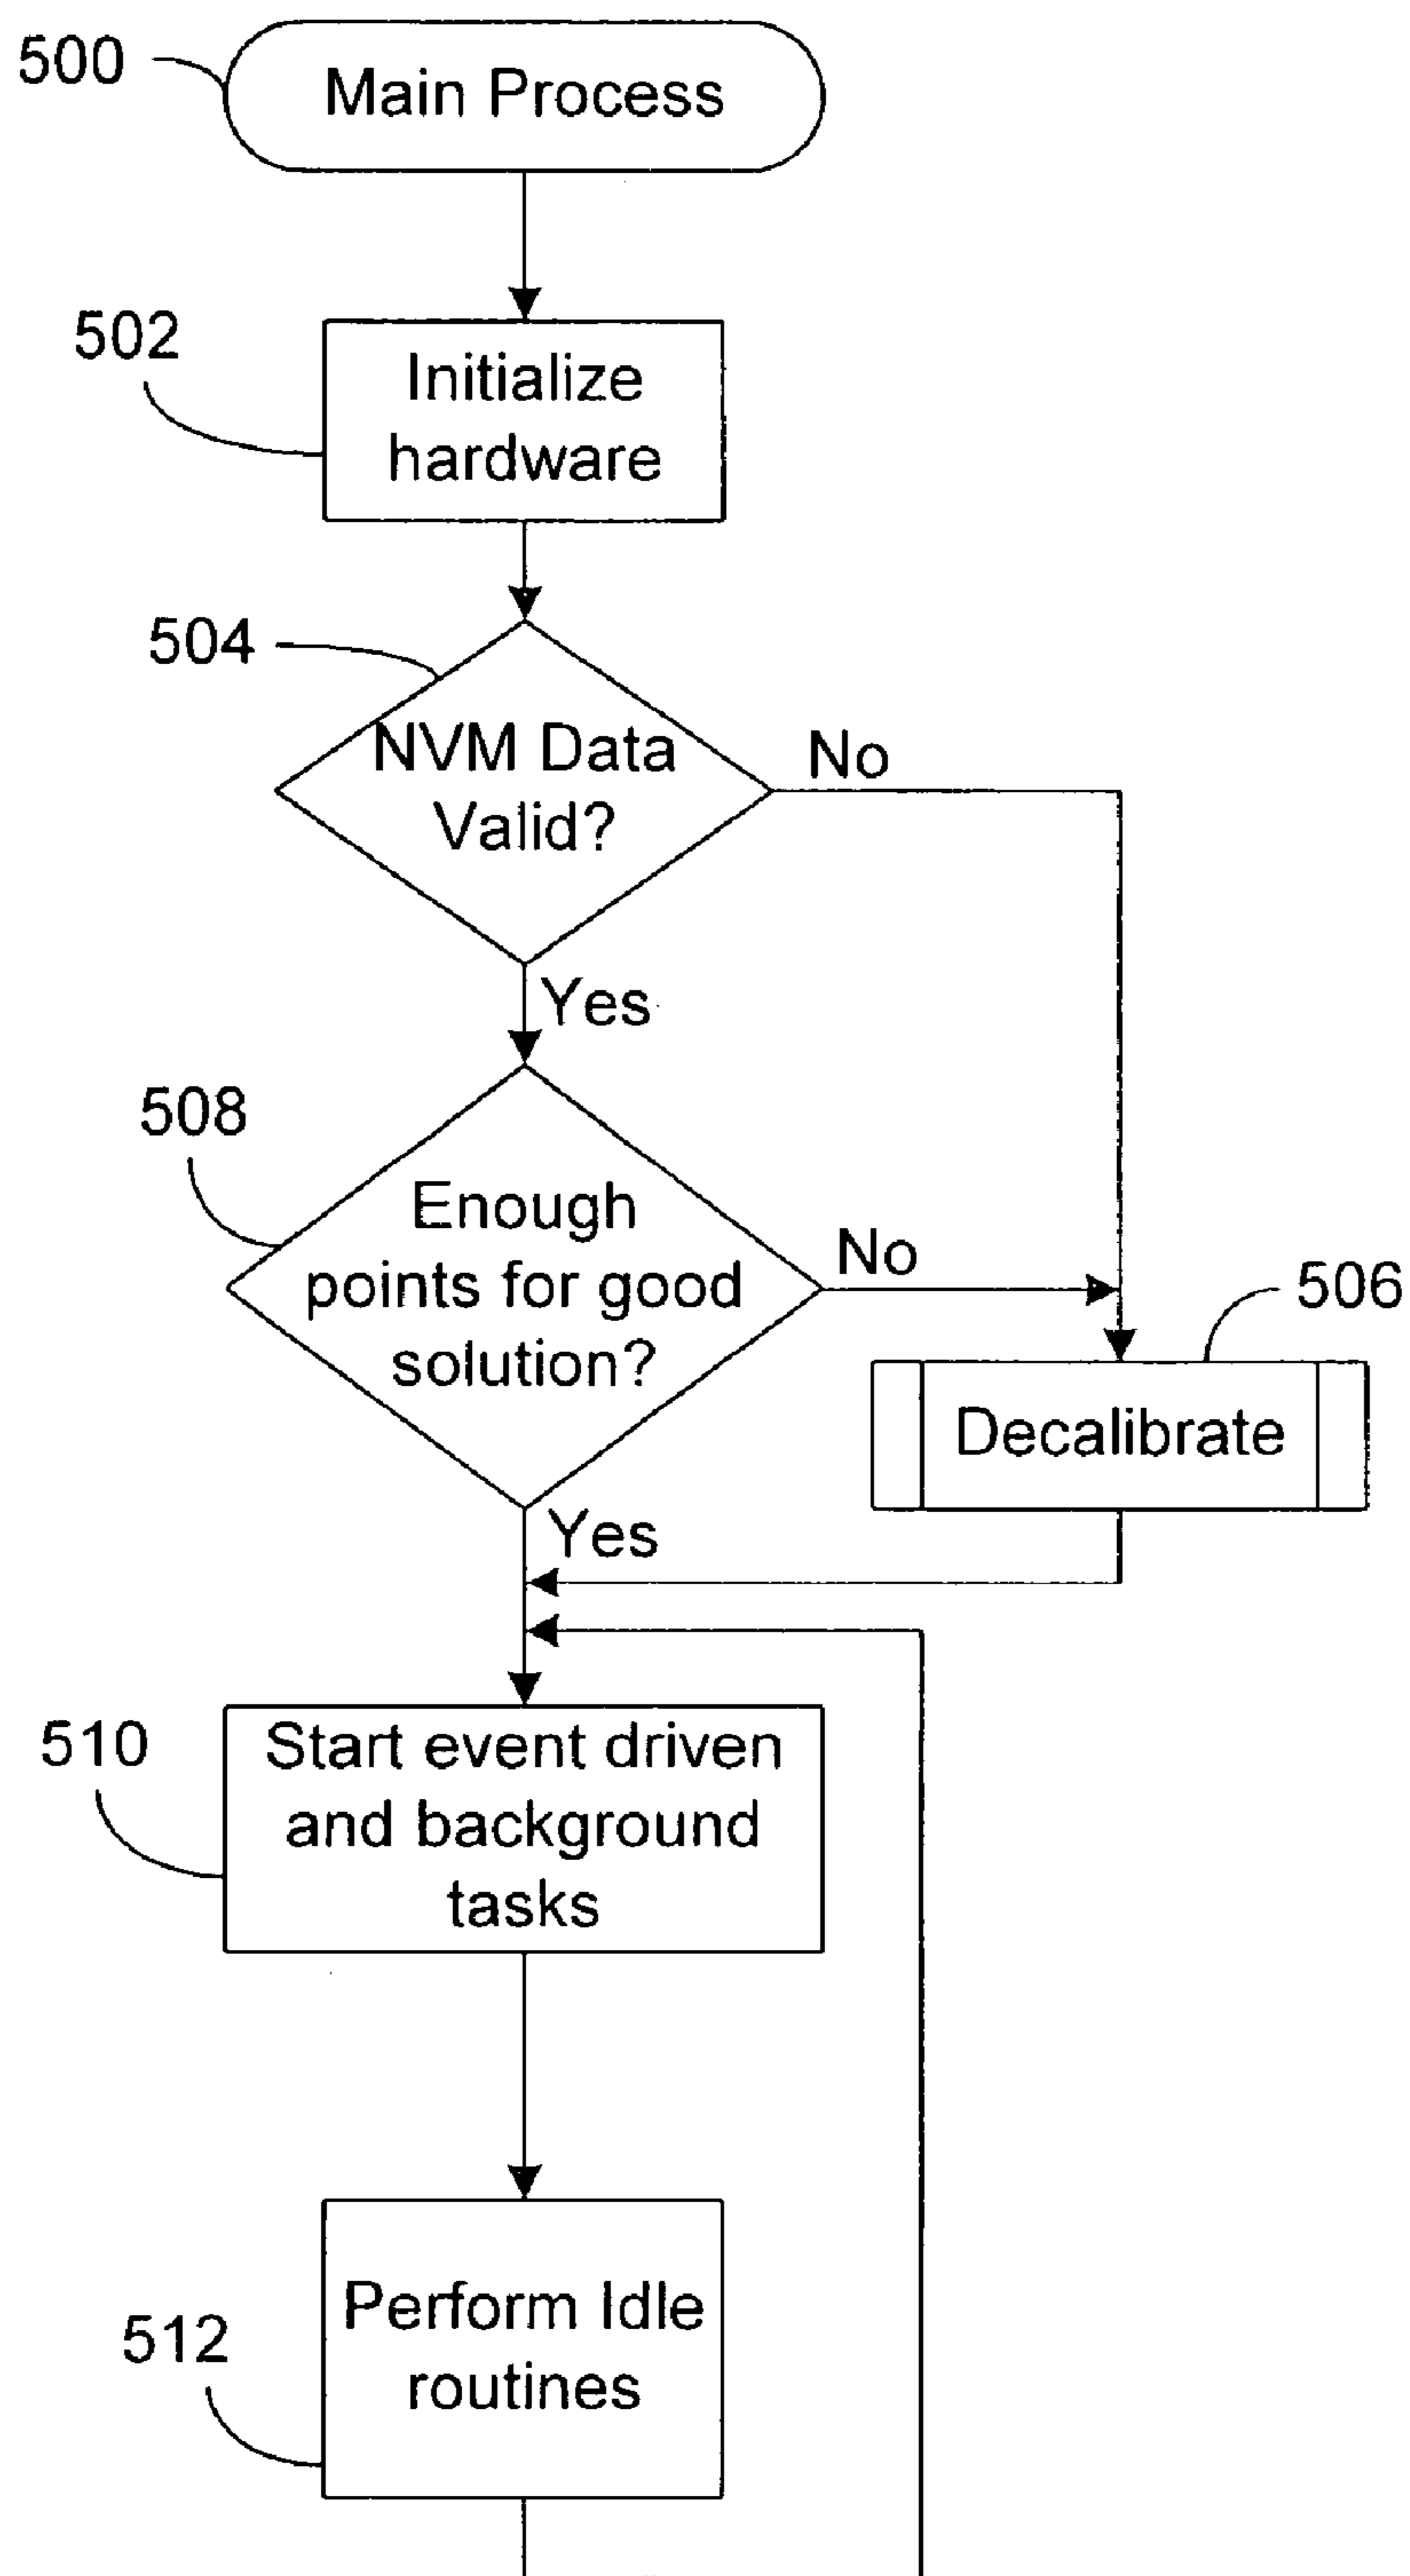 500
Main Process
502
Initialize
hardware
504
NVM Data
Valid?
No
Yes
508
Enough
points for good
solution?
No
506
Decalibrate
Yes
510
Start event driven
and background
tasks
512
Perform Idle
routines